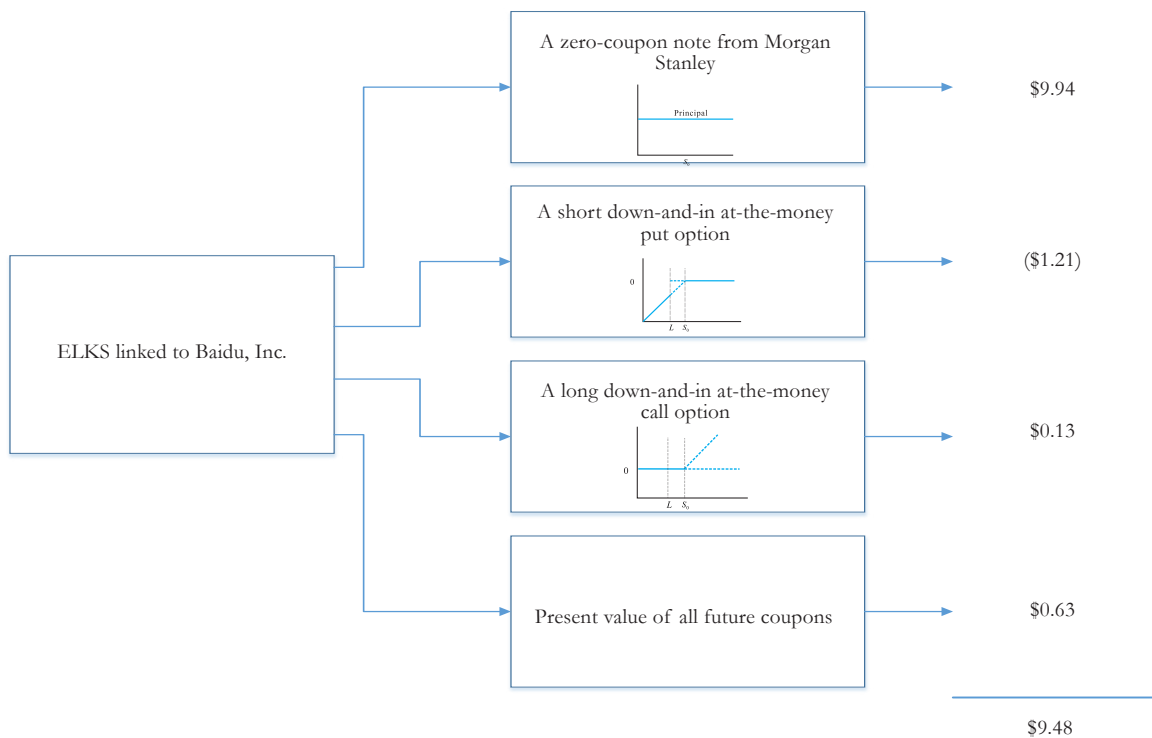 A zero-coupon note from Morgan
Stanley
Principal
S₀
$9.94
A short down-and-in at-the-money
put option
0
L S₀
($1.21)
ELKS linked to Baidu, Inc.
A long down-and-in at-the-money
call option
0
L S₀
$0.13
Present value of all future coupons
$0.63
$9.48